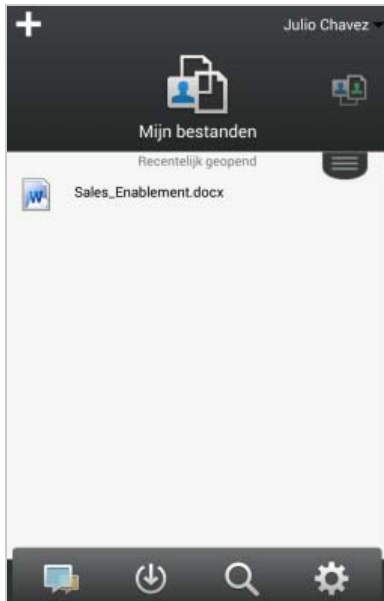 Julio Chavez
Mijn bestanden
Recentelijk geopend
Sales_Enablement.docx